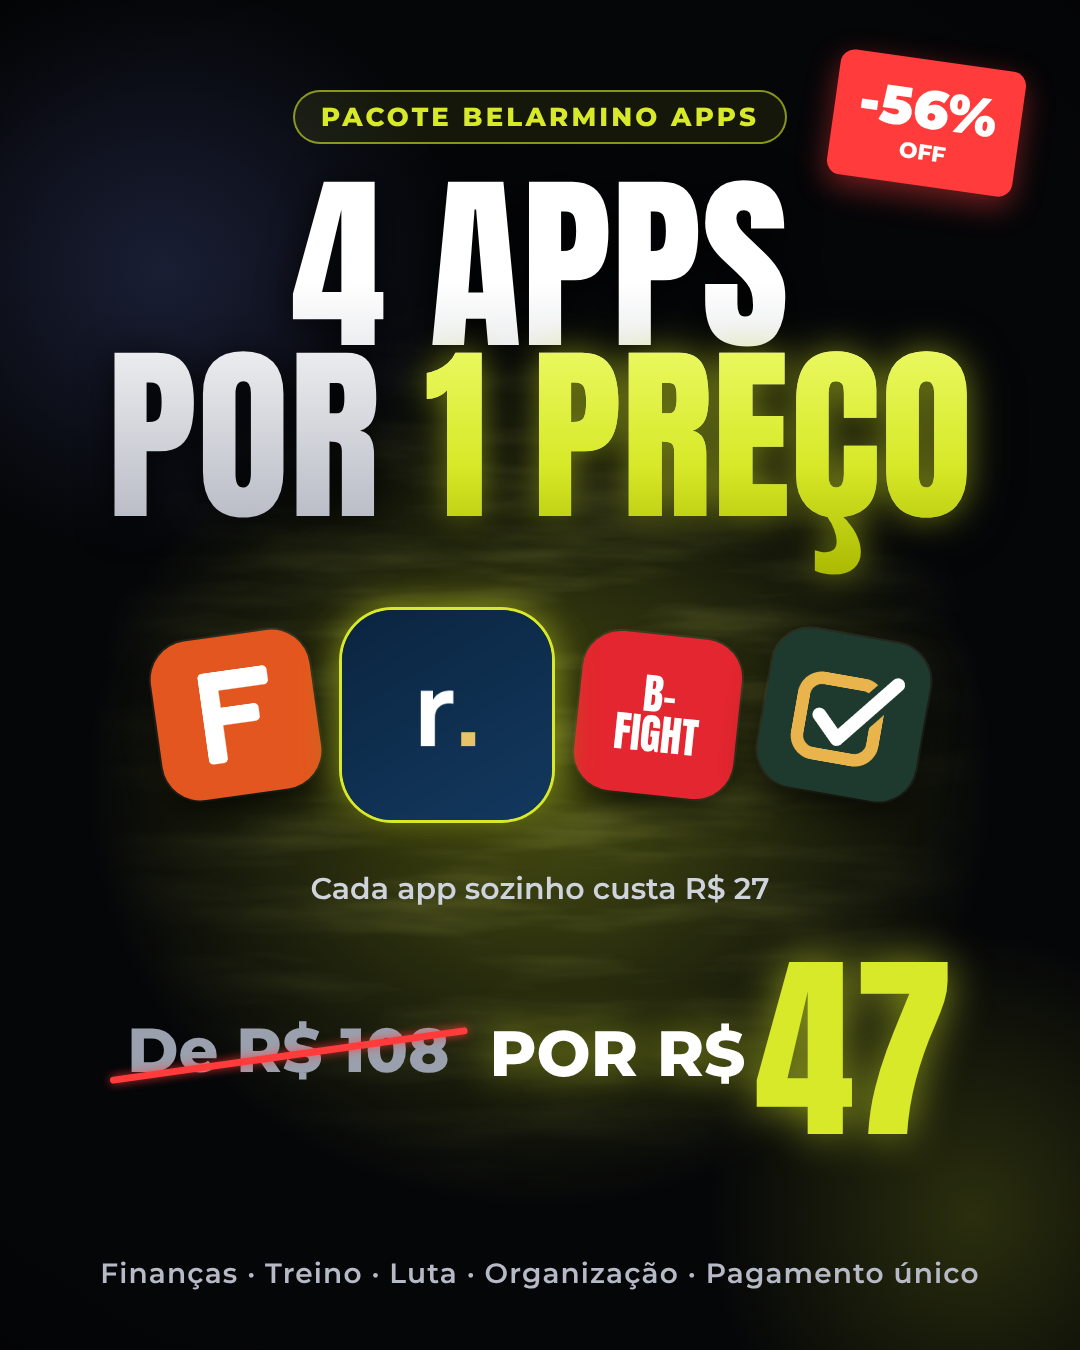 PACOTE BELARMINO APPS
-56%
OFF
4 APPS
POR 1 PREÇO
F
r.
B-
FIGHT
Cada app sozinho custa R$ 27
De R$ 108 POR R$ 47
Finanças · Treino · Luta · Organização · Pagamento único